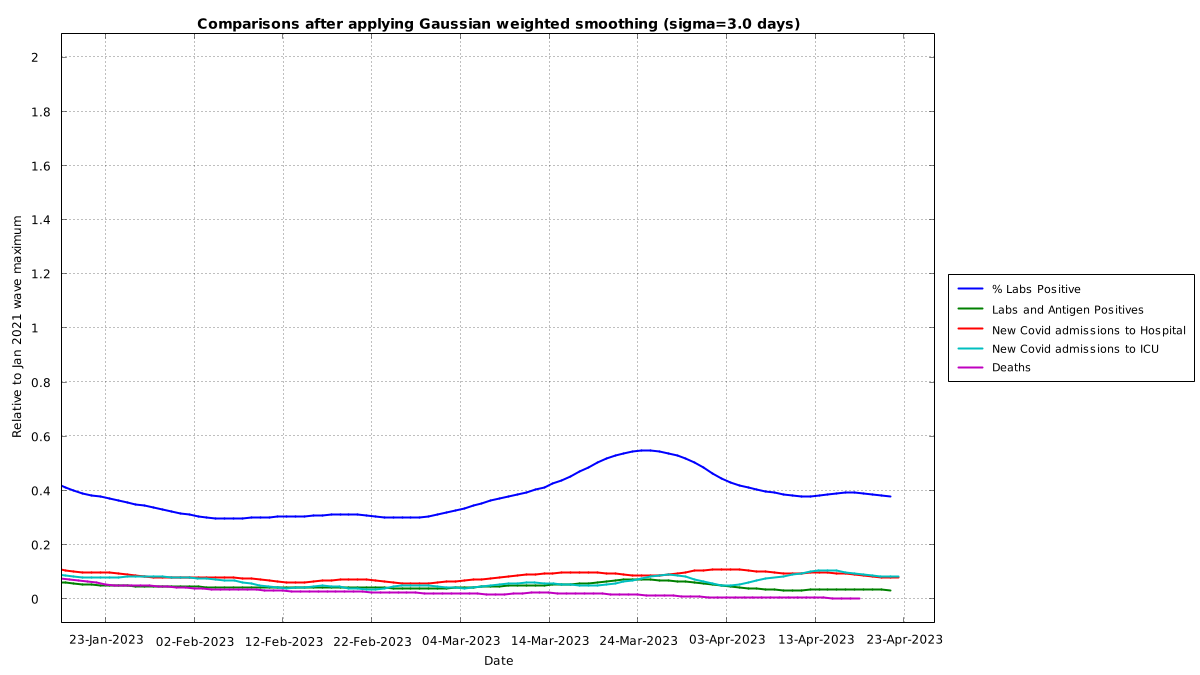 Comparisons after applying Gaussian weighted smoothing (sigma=3.0 days)
2
1.8
1.6
1.4
1.2
1
0.8
0.6
0.4
0.2
0
Relative to Jan 2021 wave maximum
23-Jan-2023 02-Feb-2023 12-Feb-2023 22-Feb-2023 04-Mar-2023 14-Mar-2023 24-Mar-2023 03-Apr-2023 13-Apr-2023 23-Apr-2023
Date
% Labs Positive
Labs and Antigen Positives
New Covid admissions to Hospital
New Covid admissions to ICU
Deaths